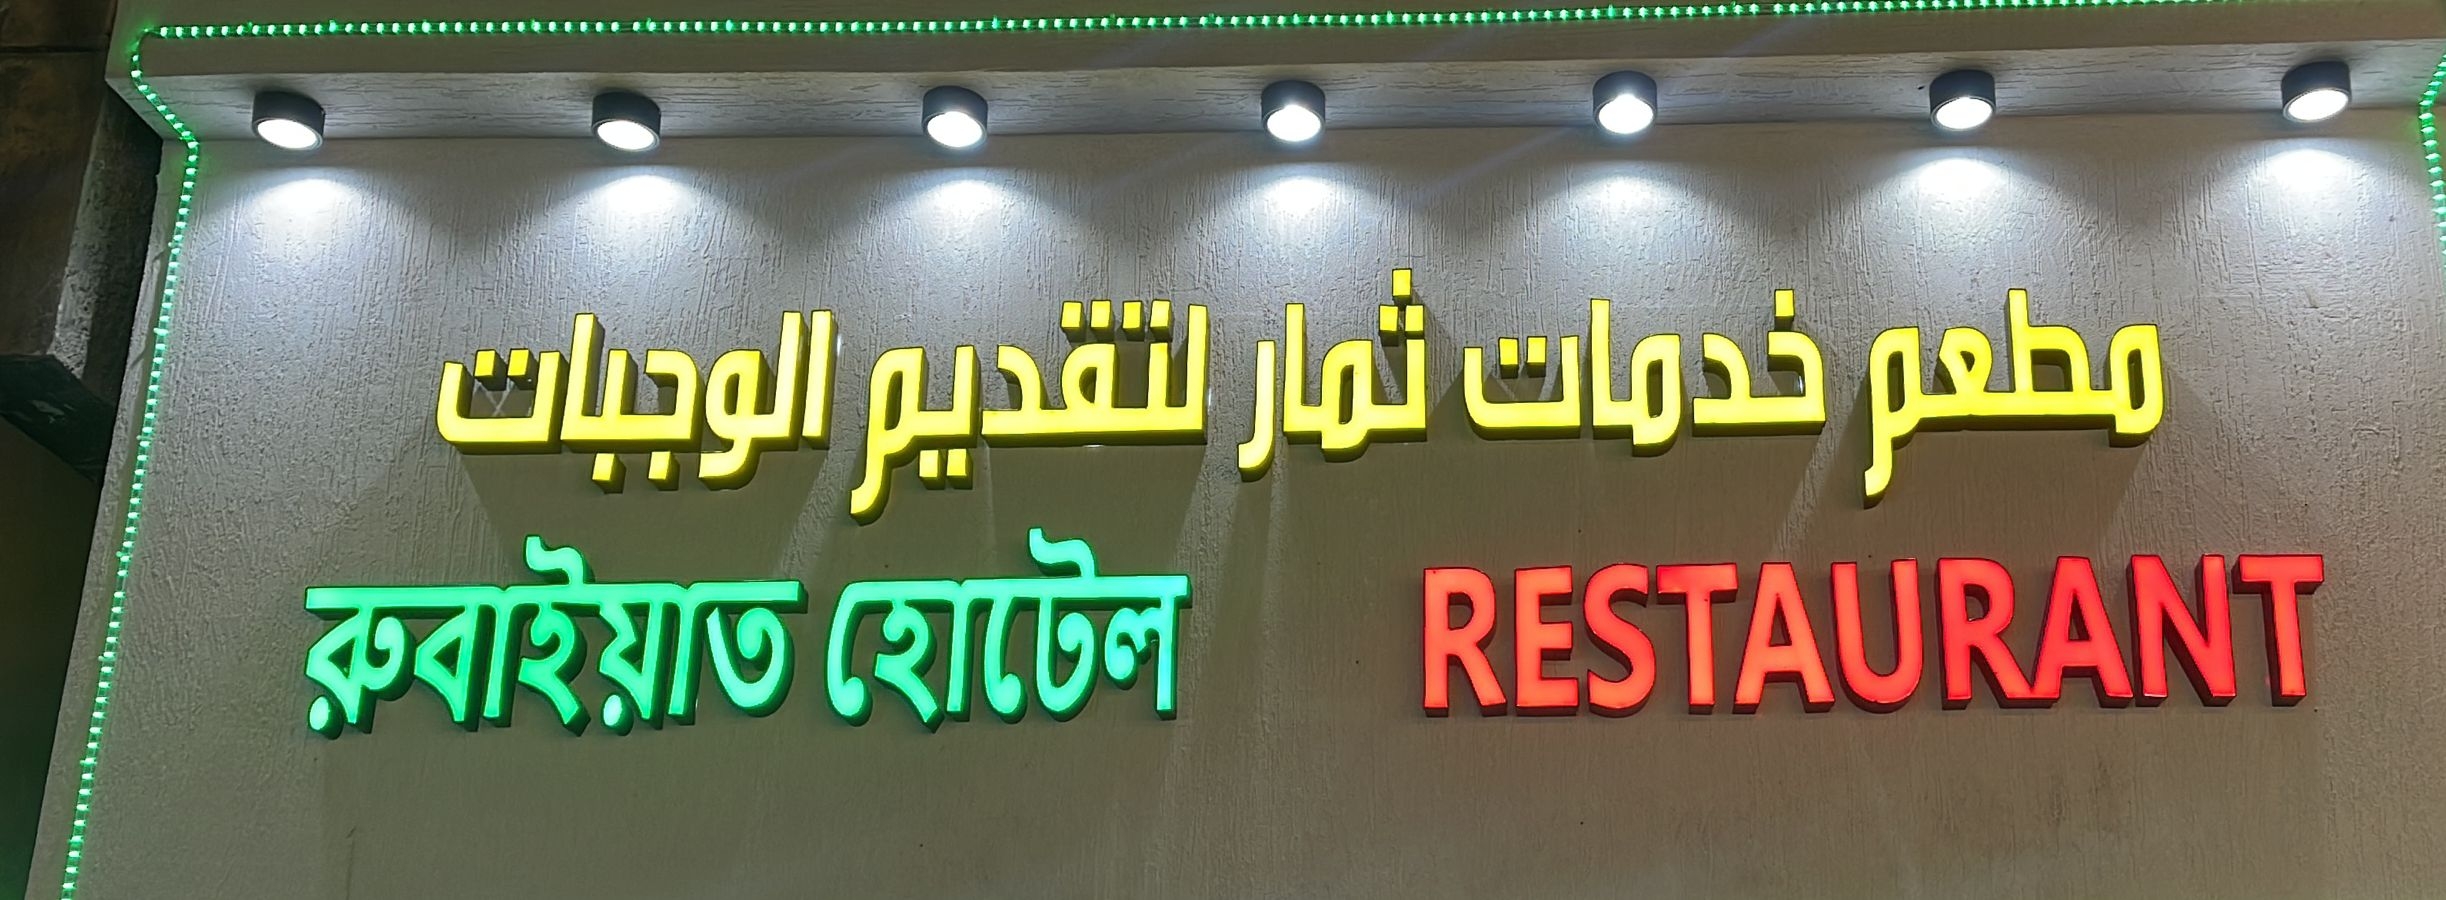 مطعم خدمات ثمار لتقديم الوجبات
রুবাইয়াত হোটেল RESTAURANT